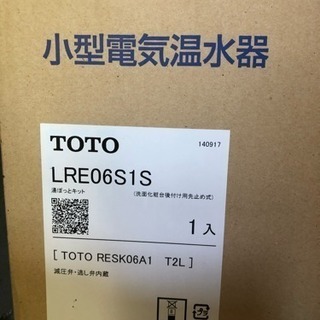 小型電気温水器
TOTO
140917
LRE06S1S
湯ぽっとキット
(洗面化粧台後付け用先止め式)
1入
[ TOTO RESK06A1 T2L ]
減圧弁・逃し弁内蔵